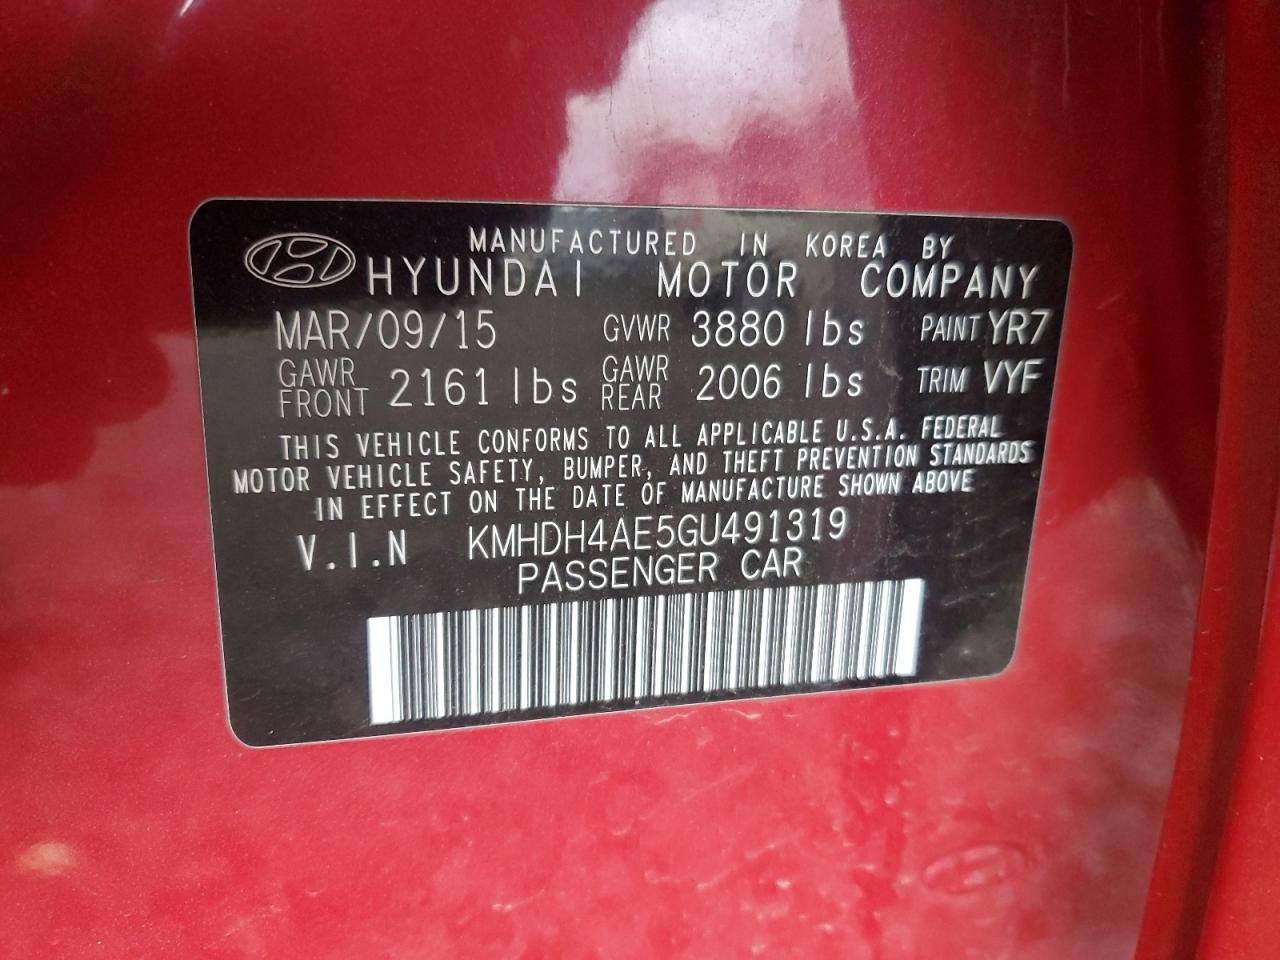 MANUFACTURED IN KOREA BY
HYUNDAI MOTOR COMPANY
MAR/09/15 GVWR 3880 lbs PAINT YR7
GAWR FRONT 2161 lbs GAWR REAR 2006 lbs TRIM VYF
THIS VEHICLE CONFORMS TO ALL APPLICABLE U.S.A. FEDERAL
MOTOR VEHICLE SAFETY, BUMPER, AND THEFT PREVENTION STANDARDS
IN EFFECT ON THE DATE OF MANUFACTURE SHOWN ABOVE
V.I.N KMHDH4AE5GU491319
PASSENGER CAR